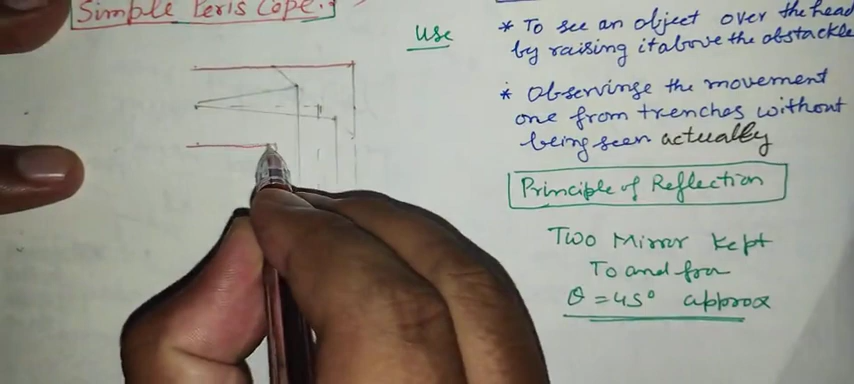 Simple Peris Cope.
Use
* To see an object over the head
by raising it above the obstackle
* Observinge the movement
one from trenches without
being seen actually
Principle of Reflection
Two Mirror Kept
To and fro
θ = 45° approx